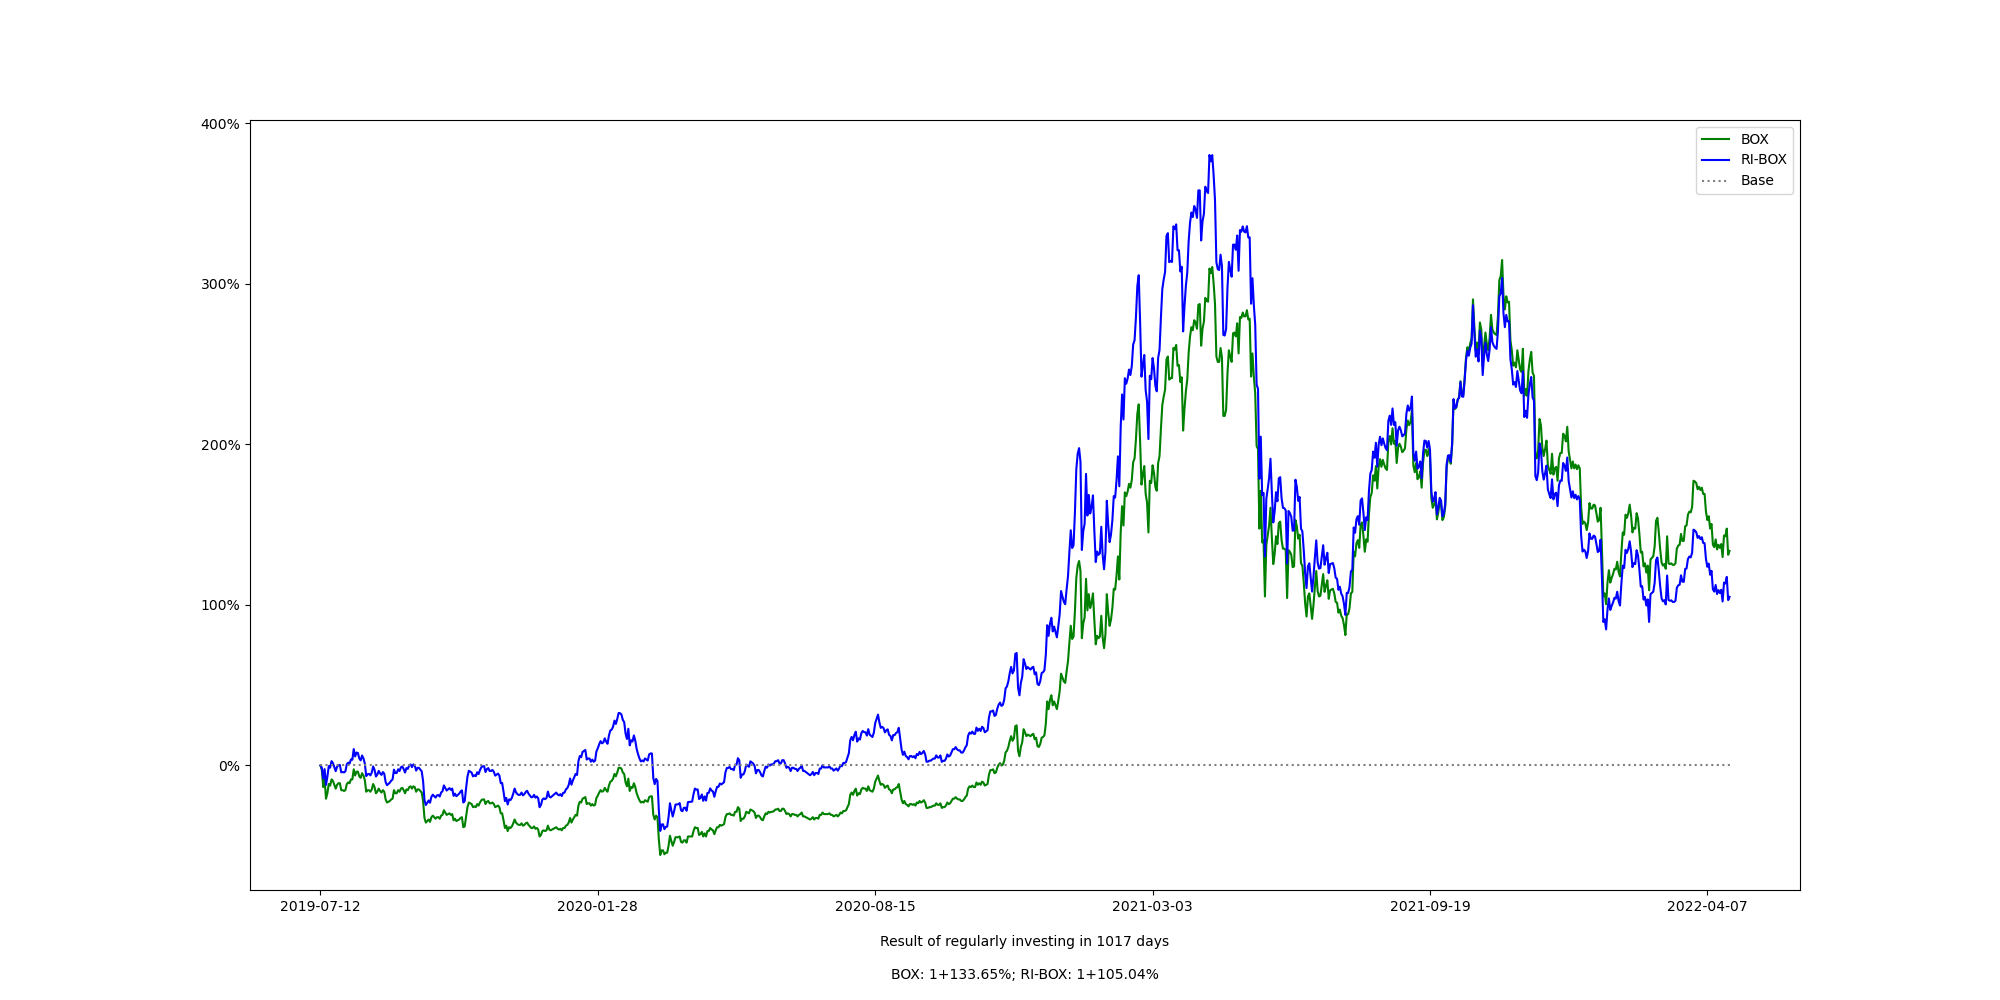 400%
300%
200%
100%
0%
BOX
RI-BOX
Base
2019-07-12
2020-01-28
2020-08-15
2021-03-03
2021-09-19
2022-04-07
Result of regularly investing in 1017 days
BOX: 1+133.65%; RI-BOX: 1+105.04%